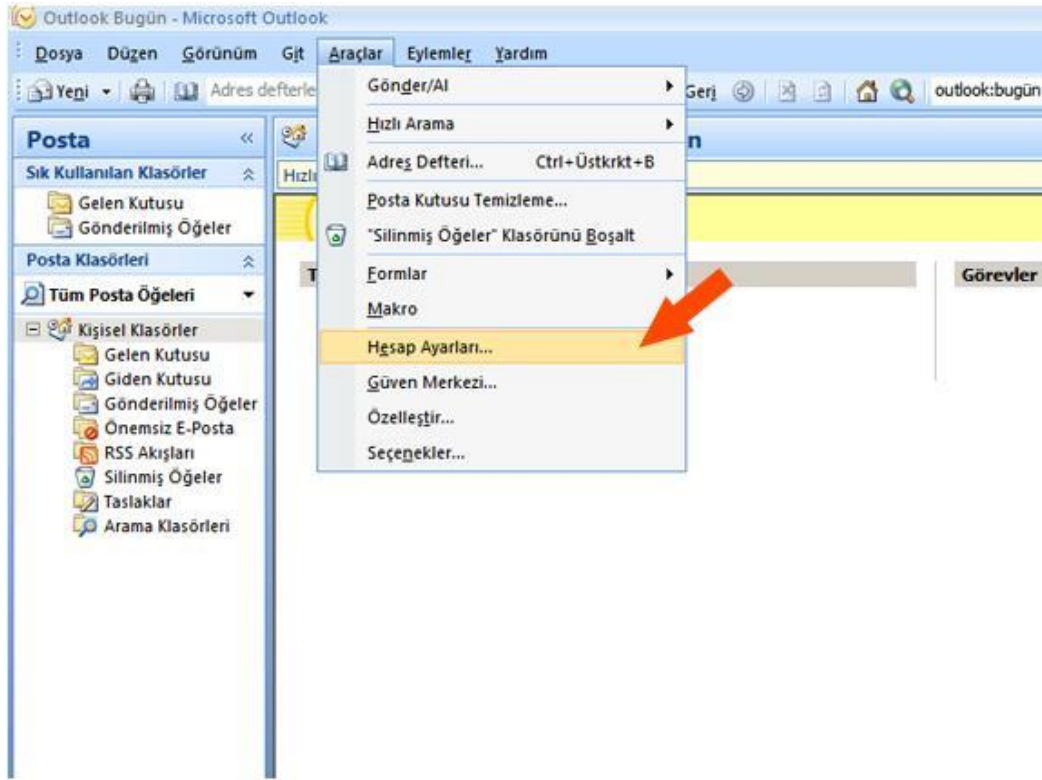 Outlook Bugün - Microsoft Outlook
Dosya Düzen Görünüm Git Araçlar Eylemler Yardım
Yeni Adres defterle Geri outlook:bugün
Posta
Sık Kullanılan Klasörler
Gelen Kutusu
Gönderilmiş Öğeler
Posta Klasörleri
Tüm Posta Öğeleri
Kişisel Klasörler
Gelen Kutusu
Giden Kutusu
Gönderilmiş Öğeler
Önemsiz E-Posta
RSS Akışları
Silinmiş Öğeler
Taslaklar
Arama Klasörleri
Gönder/Al
Hızlı Arama
Adres Defteri... Ctrl+Üstkrkt+B
Posta Kutusu Temizleme...
"Silinmiş Öğeler" Klasörünü Boşalt
Formlar
Makro
Hesap Ayarları...
Güven Merkezi...
Özelleştir...
Seçenekler...
Görevler